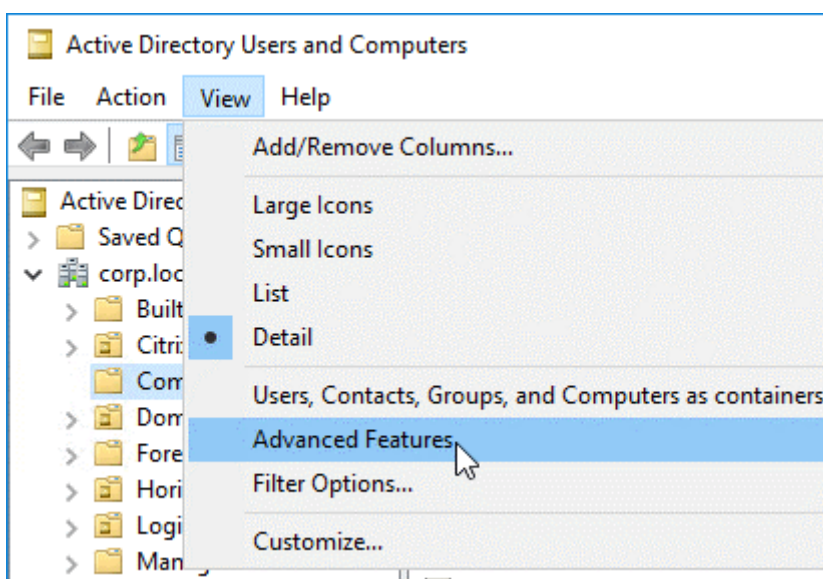 Active Directory Users and Computers
File Action View Help
Add/Remove Columns...
Active Direc
Large Icons
Saved Q
Small Icons
corp.loc
List
Built
Detail
Citri
Com
Users, Contacts, Groups, and Computers as containers
Dom
Advanced Features
Fore
Filter Options...
Hori
Logi
Customize...
Man